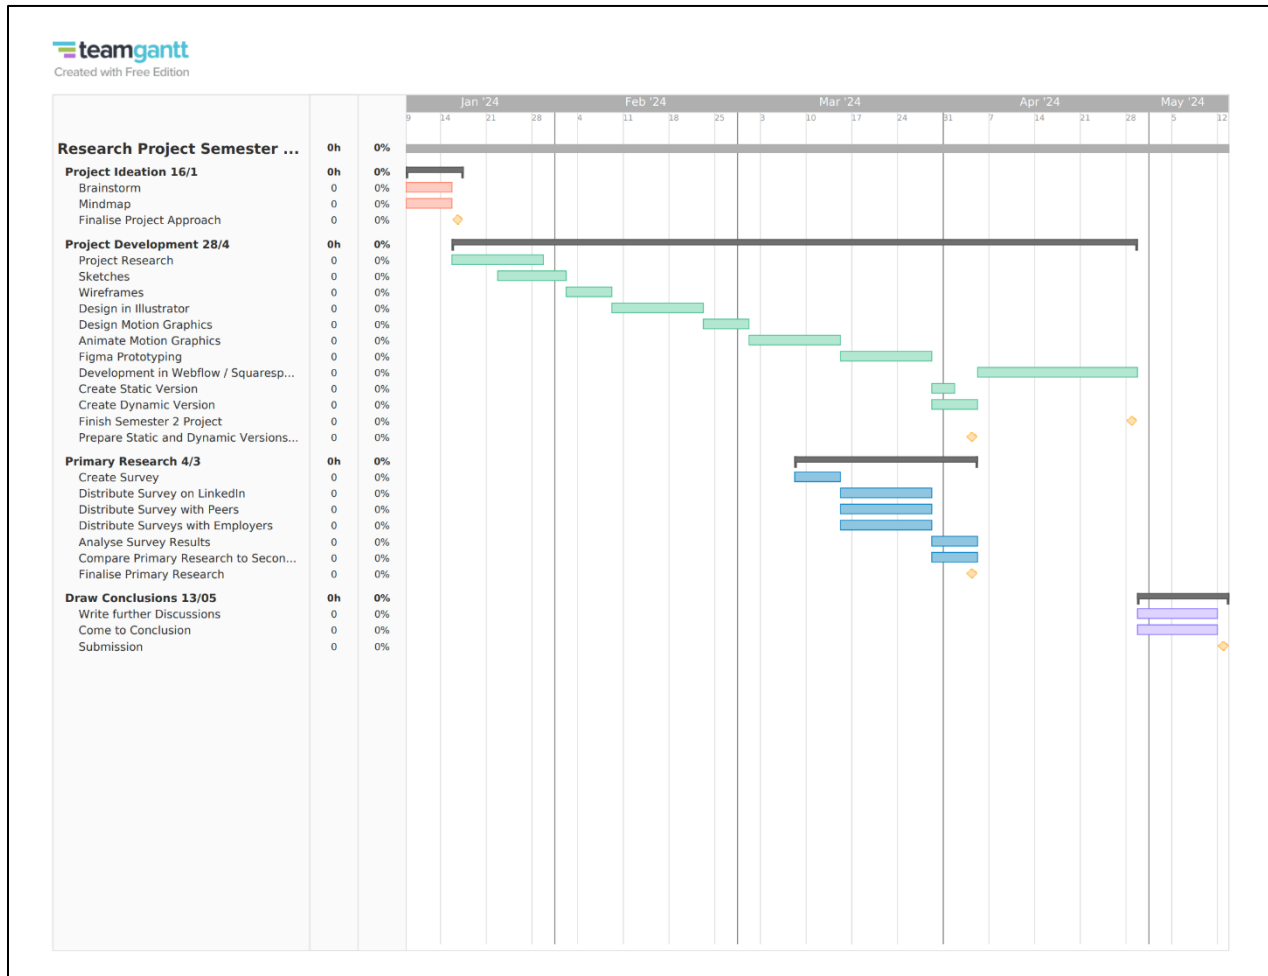 teamgantt
Created with Free Edition
Jan '24 Feb '24 Mar '24 Apr '24 May '24
9 14 21 28 4 11 18 25 3 10 17 24 31 7 14 21 28 5 12
Research Project Semester ... 0h 0%
Project Ideation 16/1 0h 0%
Brainstorm 0 0%
Mindmap 0 0%
Finalise Project Approach 0 0%
Project Development 28/4 0h 0%
Project Research 0 0%
Sketches 0 0%
Wireframes 0 0%
Design in Illustrator 0 0%
Design Motion Graphics 0 0%
Animate Motion Graphics 0 0%
Figma Prototyping 0 0%
Development in Webflow / Squaresp... 0 0%
Create Static Version 0 0%
Create Dynamic Version 0 0%
Finish Semester 2 Project 0 0%
Prepare Static and Dynamic Versions... 0 0%
Primary Research 4/3 0h 0%
Create Survey 0 0%
Distribute Survey on LinkedIn 0 0%
Distribute Survey with Peers 0 0%
Distribute Surveys with Employers 0 0%
Analyse Survey Results 0 0%
Compare Primary Research to Secon... 0 0%
Finalise Primary Research 0 0%
Draw Conclusions 13/05 0h 0%
Write further Discussions 0 0%
Come to Conclusion 0 0%
Submission 0 0%